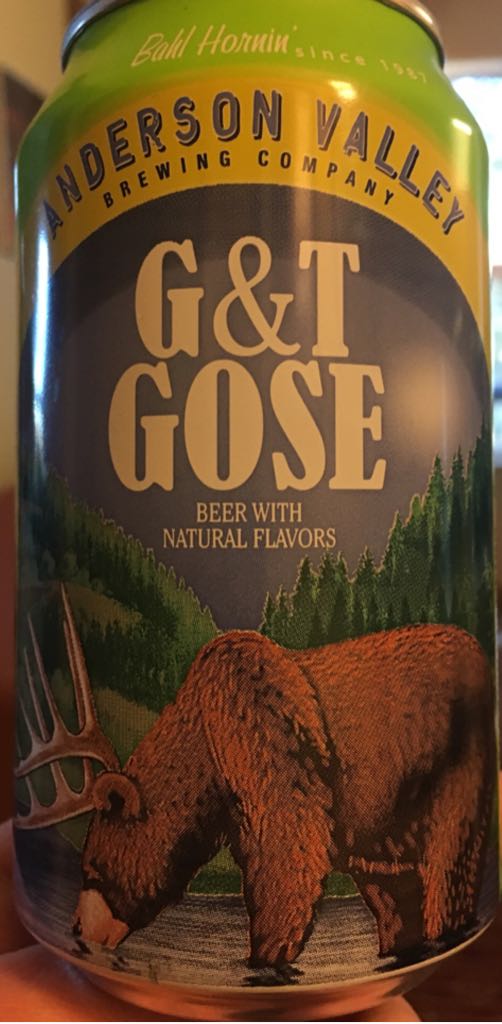 Bahl Hornin' since 1987
ANDERSON VALLEY
BREWING COMPANY
G&T
GOSE
BEER WITH
NATURAL FLAVORS